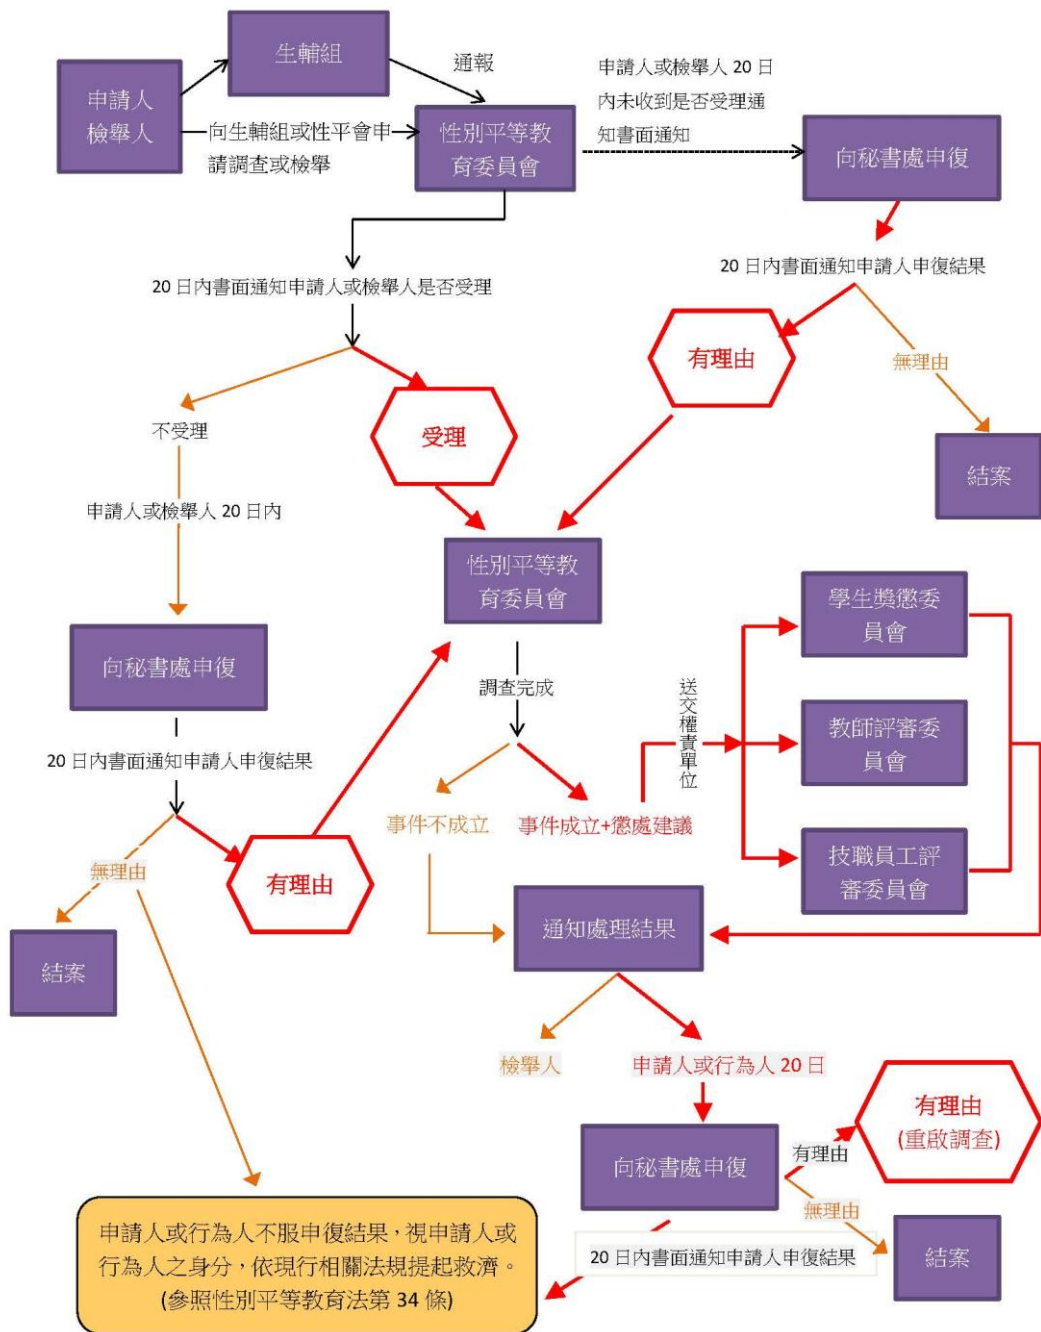 生輔組
通報
申請人
檢舉人
向生輔組或性平會申
請調查或檢舉
性別平等教
育委員會
申請人或檢舉人 20 日
內未收到是否受理通
知書面通知
向秘書處申復
20 日內書面通知申請人或檢舉人是否受理
20 日內書面通知申請人申復結果
有理由
無理由
結案
受理
不受理
申請人或檢舉人 20 日內
向秘書處申復
20 日內書面通知申請人申復結果
無理由
有理由
結案
性別平等教
育委員會
調查完成
事件不成立
事件成立+懲處建議
送交權責單位
學生獎懲委
員會
教師評審委
員會
技職員工評
審委員會
通知處理結果
檢舉人
申請人或行為人 20 日
向秘書處申復
有理由
有理由
(重啟調查)
無理由
結案
20 日內書面通知申請人申復結果
申請人或行為人不服申復結果，視申請人或
行為人之身分，依現行相關法規提起救濟。
(參照性別平等教育法第 34 條)